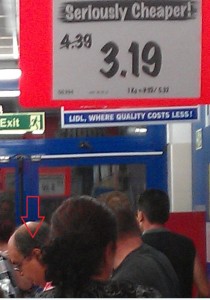 Seriously Cheaper!
4.39
3.19
Exit
LIDL, WHERE QUALITY COSTS LESS!